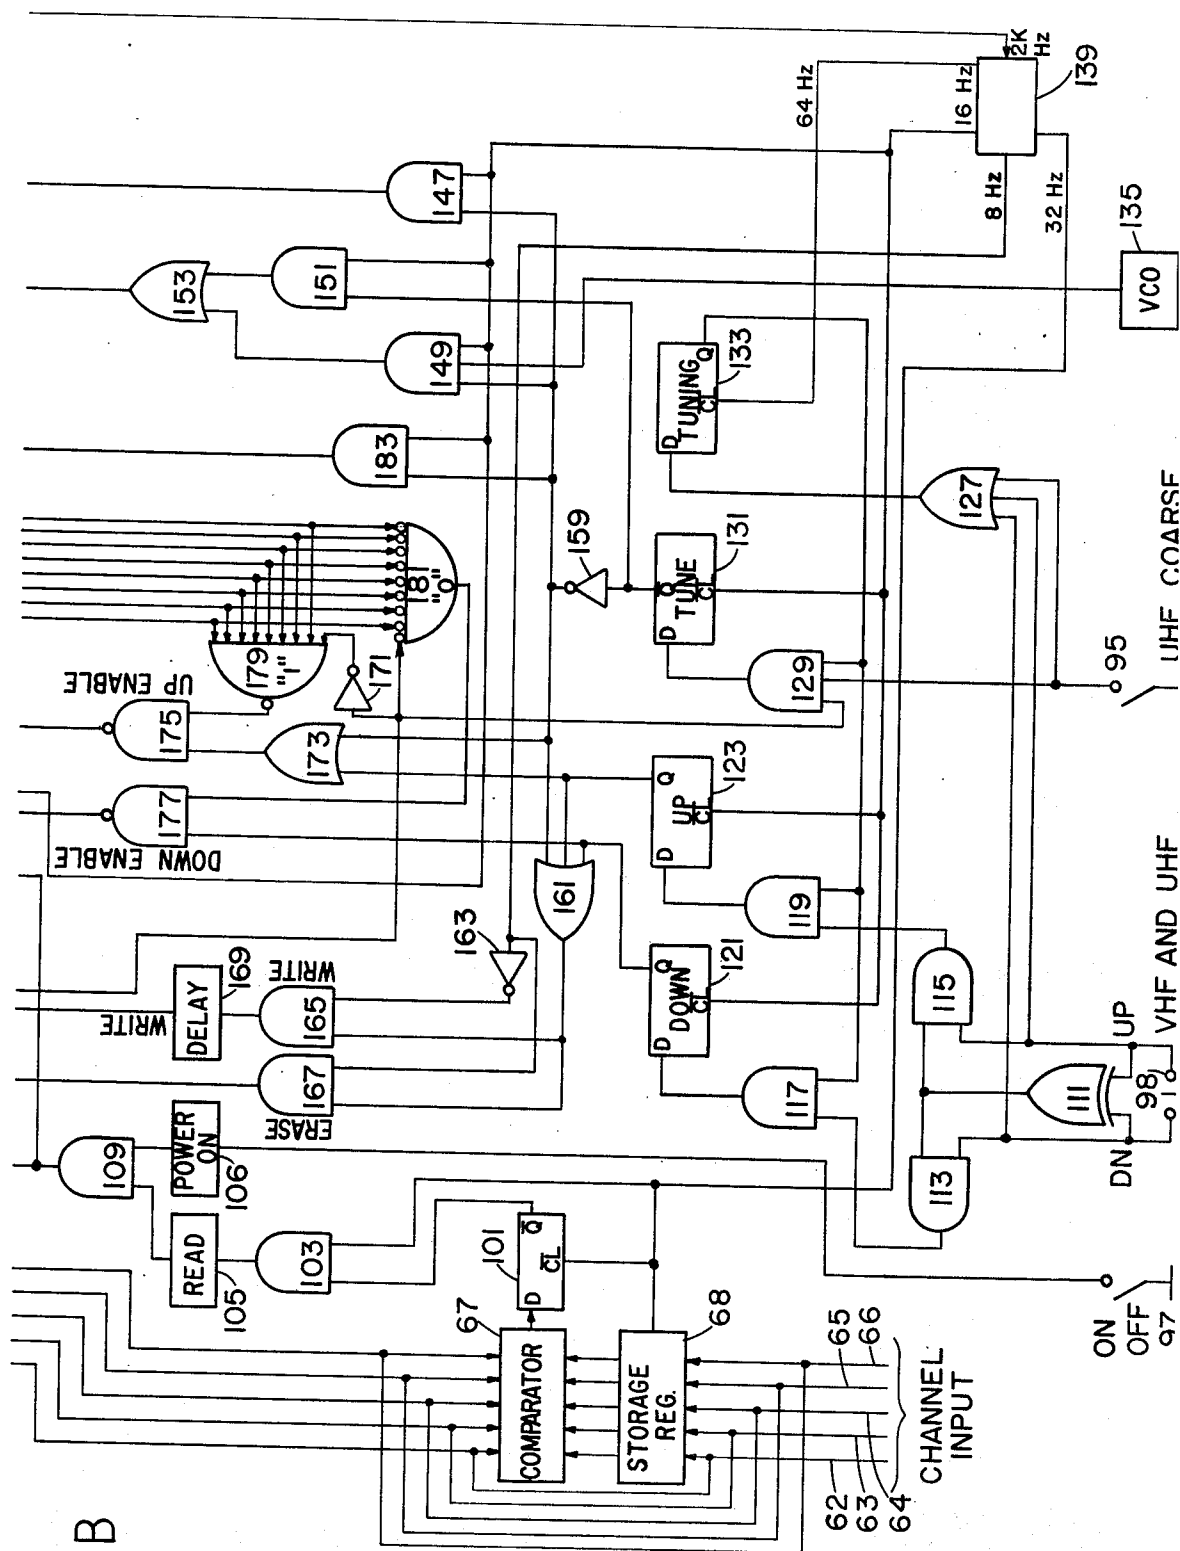 B
2K
Hz
139
16 Hz
64 Hz
8 Hz
32 Hz
135
VCO
147
151
153
149
183
133
D
TUNING
Q
CL
127
159
131
D
TUNE
Q
CL
"0"
181
179
"1"
171
UP ENABLE
175
173
177
DOWN ENABLE
129
95
UHF COARSE
123
D
UP
Q
CL
161
119
163
121
D
DOWN
Q
CL
WRITE
DELAY
169
WRITE
165
167
ERASE
117
115
UP
VHF AND UHF
98
111
DN
113
109
POWER
ON
106
READ
105
103
101
D
Q
CL
67
COMPARATOR
68
STORAGE
REG.
62
63
64
65
66
CHANNEL
INPUT
ON
OFF
97